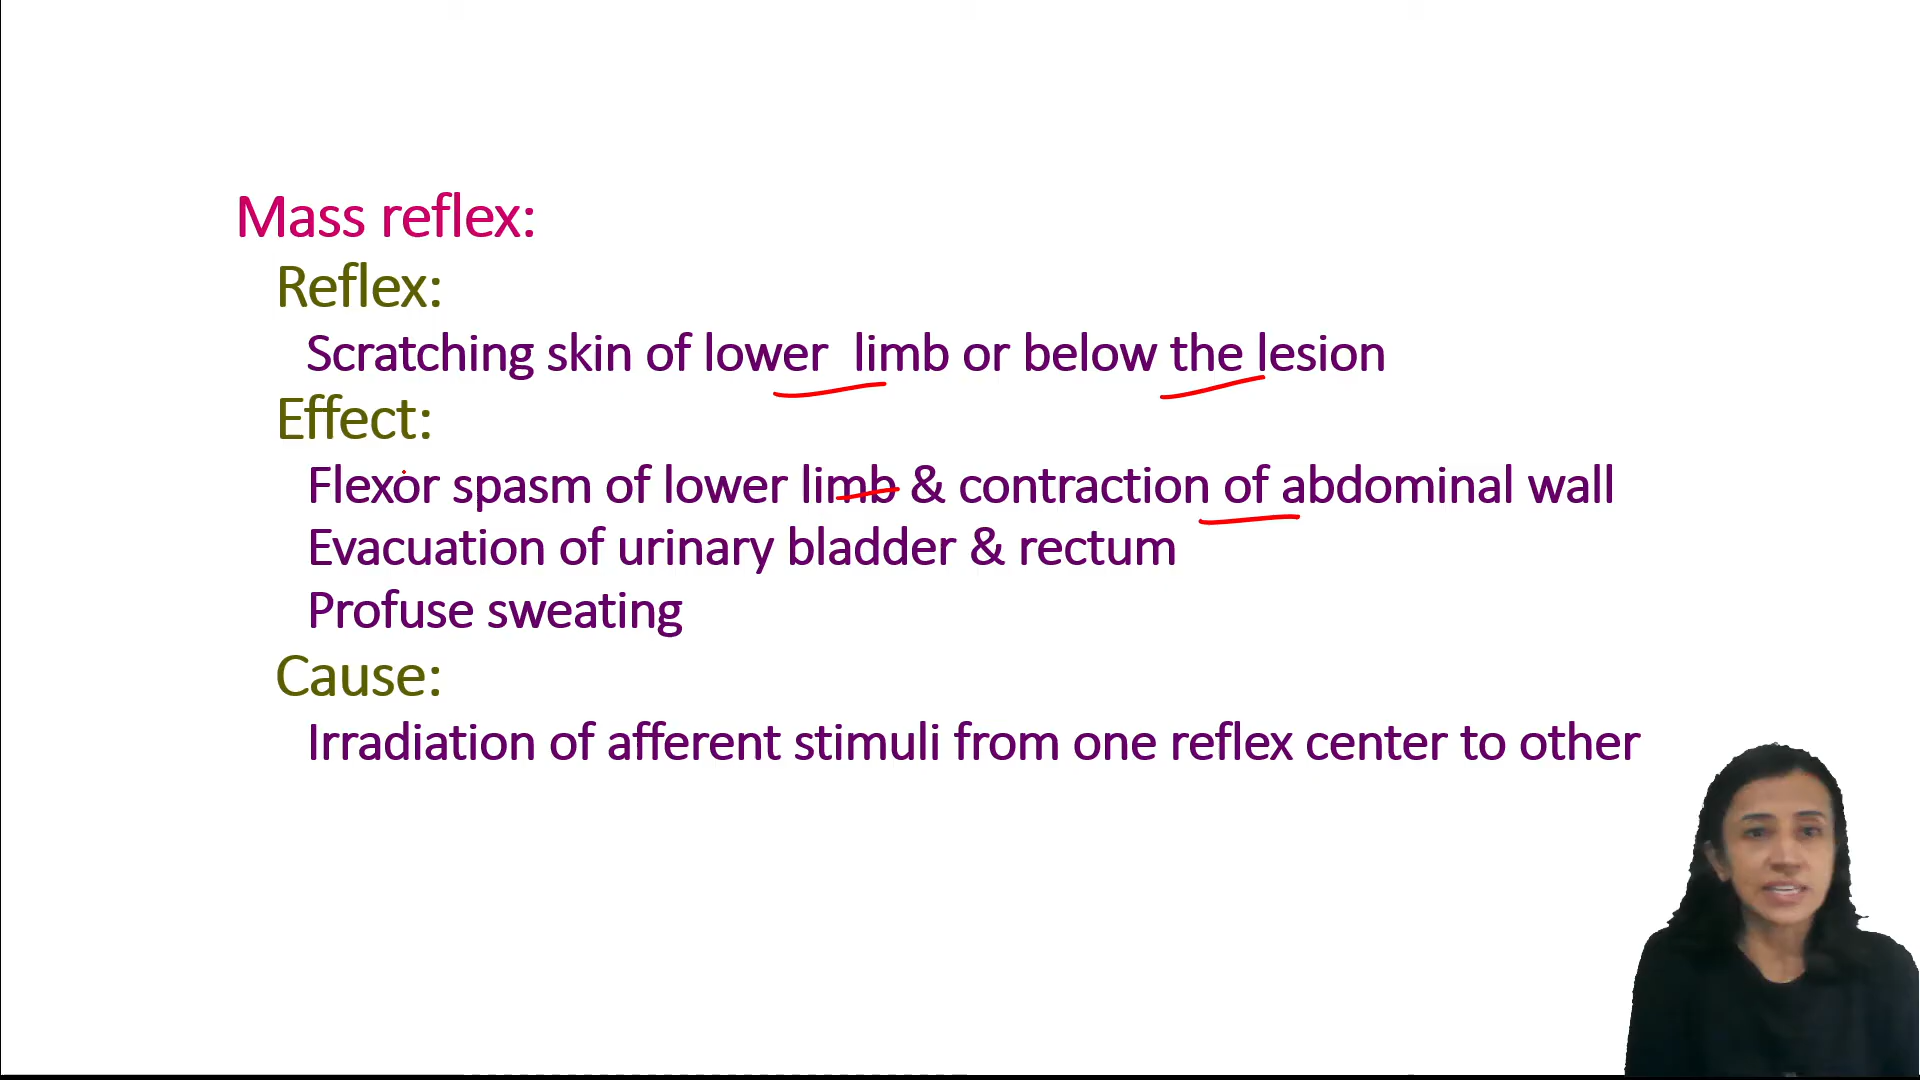 Mass reflex:
Reflex:
Scratching skin of lower limb or below the lesion
Effect:
Flexor spasm of lower limb & contraction of abdominal wall
Evacuation of urinary bladder & rectum
Profuse sweating
Cause:
Irradiation of afferent stimuli from one reflex center to other